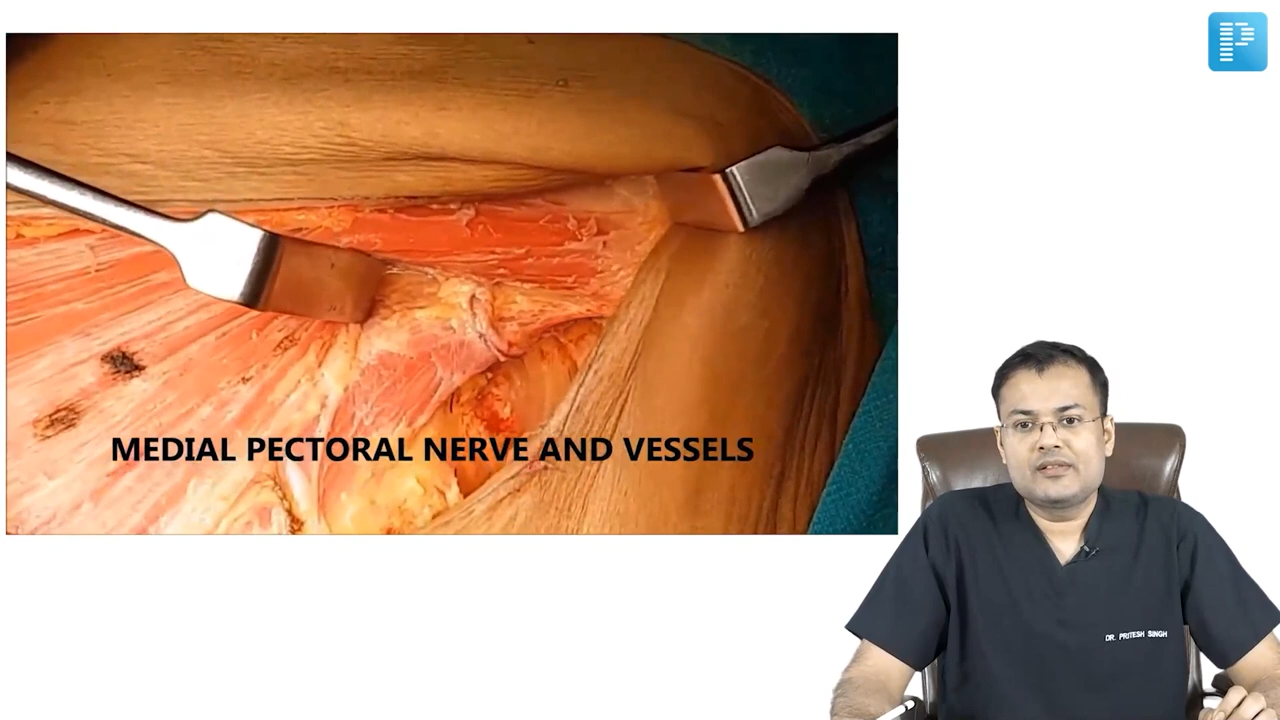 MEDIAL PECTORAL NERVE AND VESSELS
DR. PRITESH SINGH